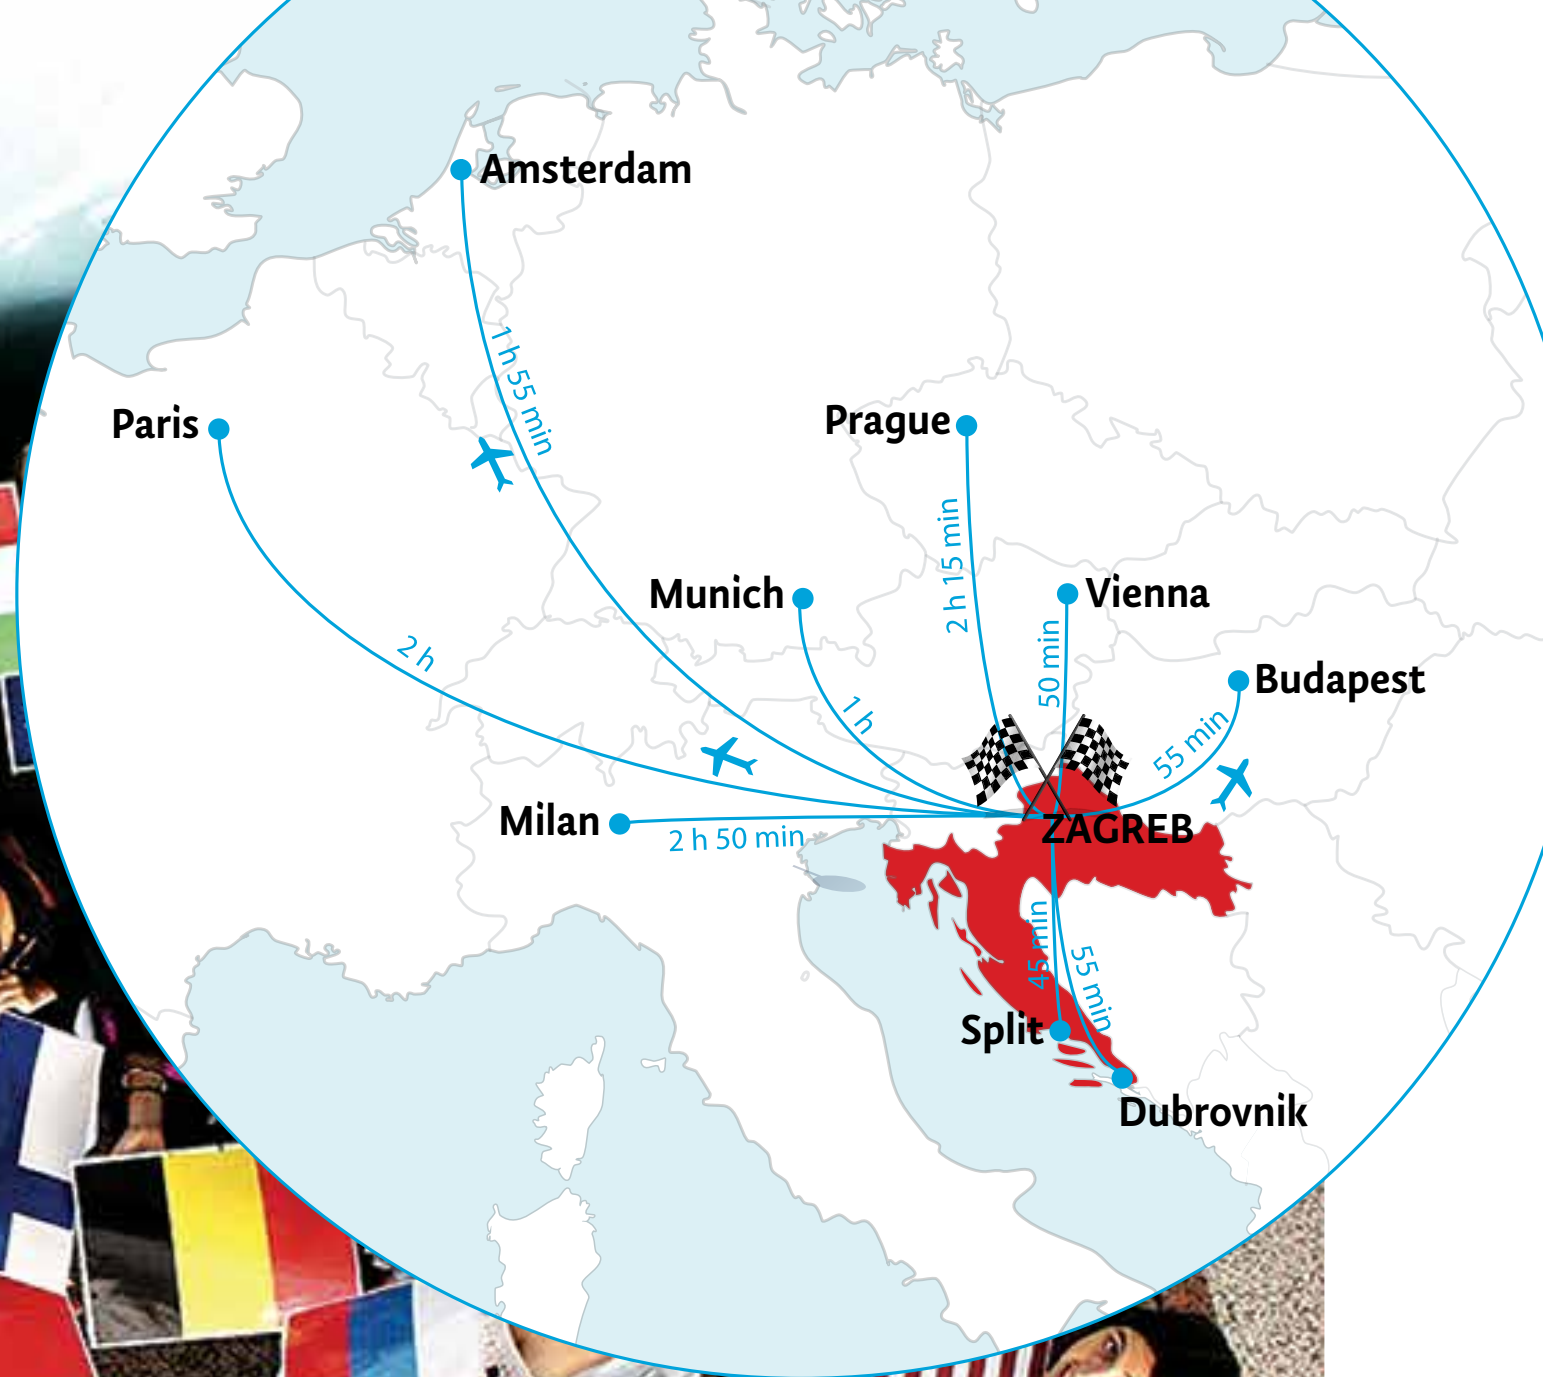 Amsterdam
1 h 55 min
Paris
Prague
2 h 15 min
Munich
Vienna
2 h
50 min
1 h
Budapest
55 min
Milan
2 h 50 min
ZAGREB
45 min
55 min
Split
Dubrovnik